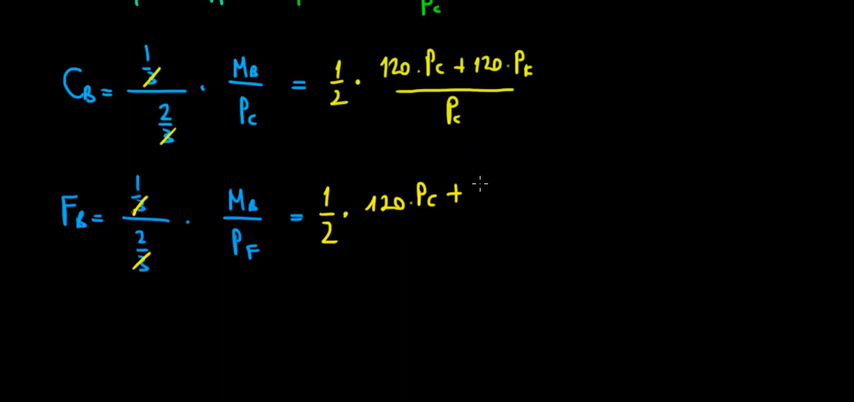 P_C
C_B = (1/3)/(2/3) · M_B/P_C = 1/2 · (120.P_C + 120.P_F)/P_C
F_B = (1/3)/(2/3) · M_B/P_F = 1/2 · 120.P_C +